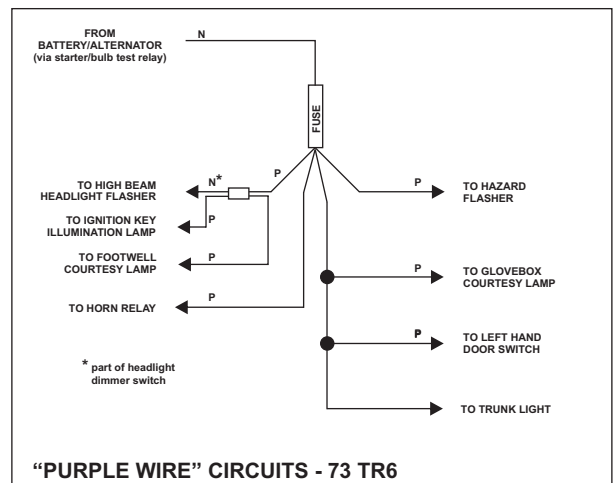 FROM
BATTERY/ALTERNATOR
(via starter/bulb test relay)
N
FUSE
P
N*
TO HIGH BEAM
HEADLIGHT FLASHER
P
TO HAZARD
FLASHER
TO IGNITION KEY
ILLUMINATION LAMP
P
TO FOOTWELL
COURTESY LAMP
P
P
TO GLOVEBOX
COURTESY LAMP
TO HORN RELAY
P
P
TO LEFT HAND
DOOR SWITCH
* part of headlight
dimmer switch
TO TRUNK LIGHT
“PURPLE WIRE” CIRCUITS - 73 TR6